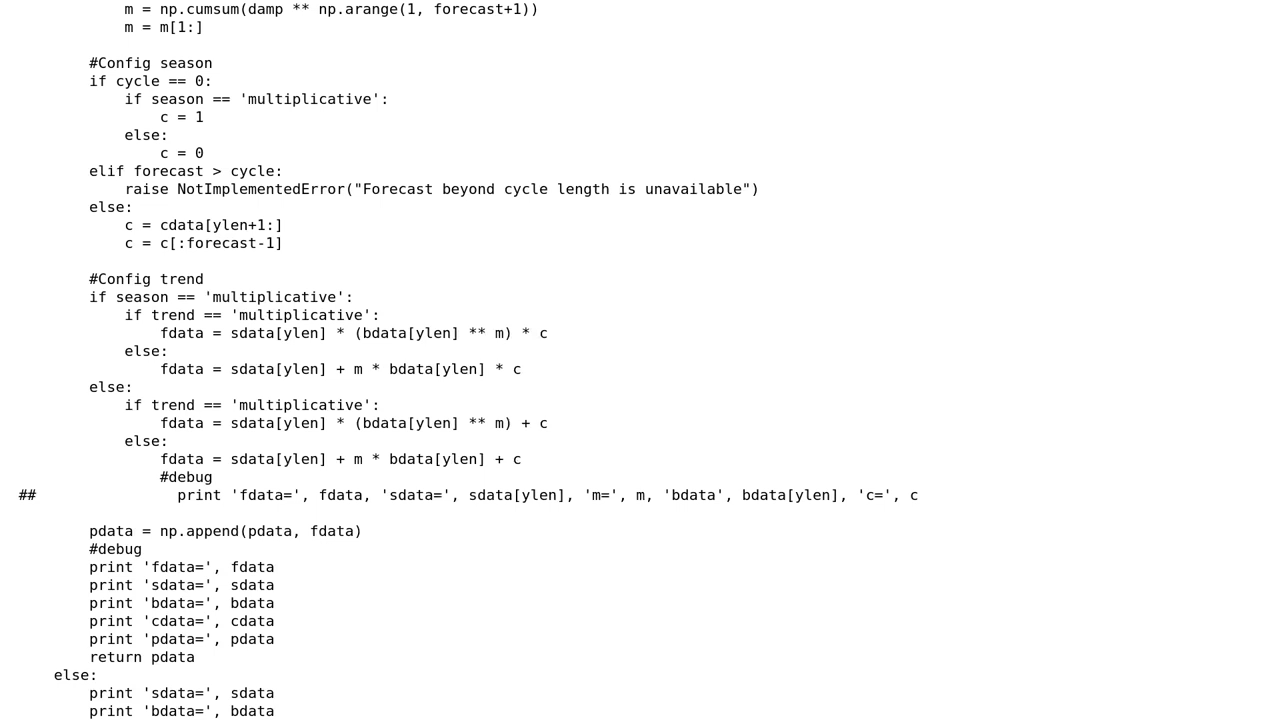 m = np.cumsum(damp ** np.arange(1, forecast+1))
            m = m[1:]

        #Config season
        if cycle == 0:
            if season == 'multiplicative':
                c = 1
            else:
                c = 0
        elif forecast > cycle:
            raise NotImplementedError("Forecast beyond cycle length is unavailable")
        else:
            c = cdata[ylen+1:]
            c = c[:forecast-1]

        #Config trend
        if season == 'multiplicative':
            if trend == 'multiplicative':
                fdata = sdata[ylen] * (bdata[ylen] ** m) * c
            else:
                fdata = sdata[ylen] + m * bdata[ylen] * c
        else:
            if trend == 'multiplicative':
                fdata = sdata[ylen] * (bdata[ylen] ** m) + c
            else:
                fdata = sdata[ylen] + m * bdata[ylen] + c
                #debug
##                print 'fdata=', fdata, 'sdata=', sdata[ylen], 'm=', m, 'bdata', bdata[ylen], 'c=', c

        pdata = np.append(pdata, fdata)
        #debug
        print 'fdata=', fdata
        print 'sdata=', sdata
        print 'bdata=', bdata
        print 'cdata=', cdata
        print 'pdata=', pdata
        return pdata
    else:
        print 'sdata=', sdata
        print 'bdata=', bdata